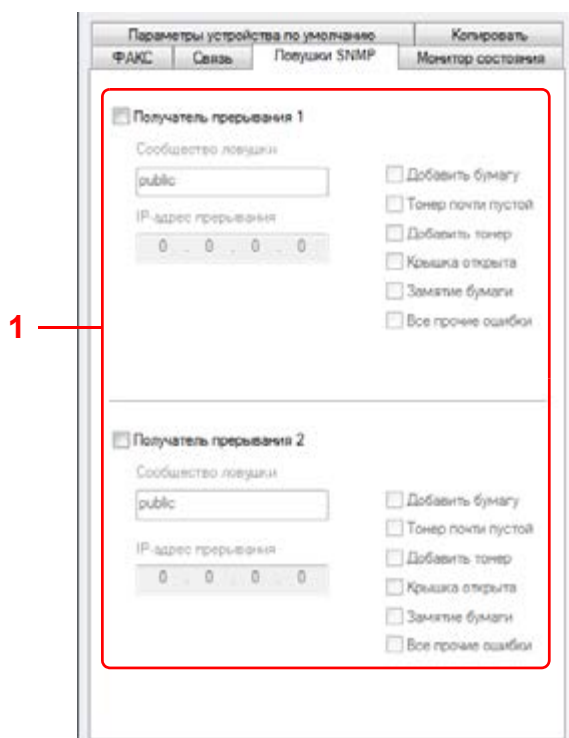 Параметры устройства по умолчанию Копировать
ФАКС Связь Ловушки SNMP Монитор состояния
Получатель прерывания 1
Сообщество ловушки
public
Добавить бумагу
Тонер почти пустой
IP-адрес прерывания
Добавить тонер
0 . 0 . 0 . 0
Крышка открыта
Замятие бумаги
1
Все прочие ошибки
Получатель прерывания 2
Сообщество ловушки
public
Добавить бумагу
Тонер почти пустой
IP-адрес прерывания
Добавить тонер
0 . 0 . 0 . 0
Крышка открыта
Замятие бумаги
Все прочие ошибки